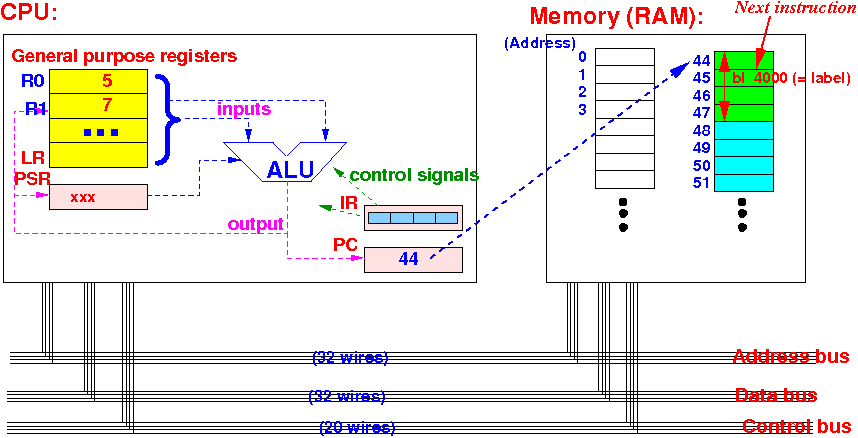 CPU:
Memory (RAM):
Next instruction
General purpose registers
(Address)
R0
5
R1
7
LR
PSR
xxx
inputs
ALU
control signals
IR
output
PC
44
0
1
2
3
44
45
46
47
48
49
50
51
bl 4000 (= label)
(32 wires)
Address bus
(32 wires)
Data bus
(20 wires)
Control bus